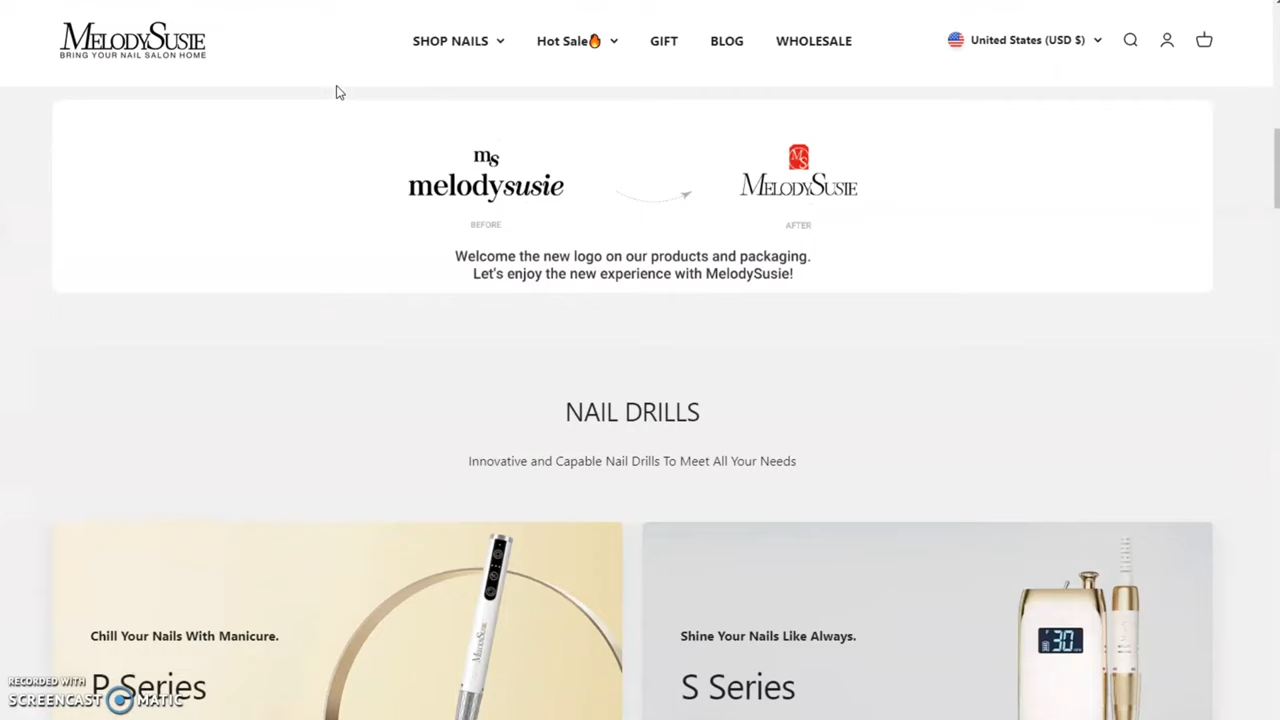 MELODYSUSIE
BRING YOUR NAIL SALON HOME
SHOP NAILS
Hot Sale🔥
GIFT
BLOG
WHOLESALE
United States (USD $)
ms
melodysusie
BEFORE
MS
MELODYSUSIE
AFTER
Welcome the new logo on our products and packaging.
Let's enjoy the new experience with MelodySusie!
NAIL DRILLS
Innovative and Capable Nail Drills To Meet All Your Needs
Chill Your Nails With Manicure.
P Series
MELODYSUSIE
Shine Your Nails Like Always.
S Series
30
RECORDED WITH
SCREENCAST MATIC